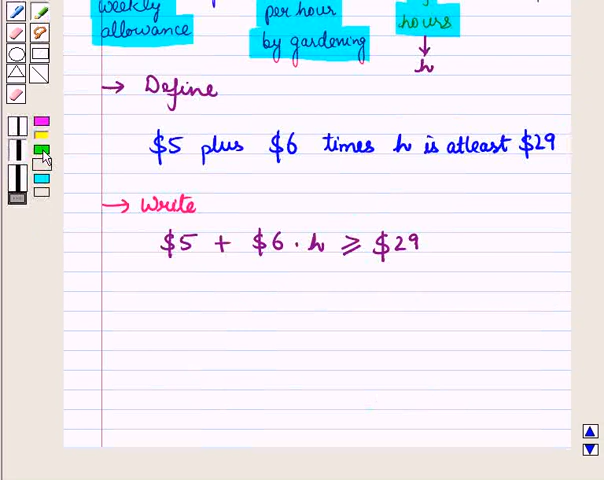 weekly
per hour
hours
allowance
by gardening
h
→ Define
$5 plus $6 times h is atleast $29
→ Write
$5 + $6 · h ≥ $29